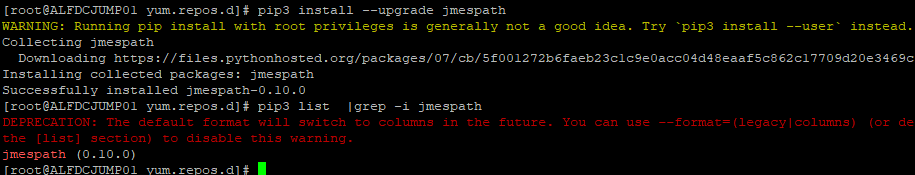 [root@ALFDCJUMP01 yum.repos.d]# pip3 install --upgrade jmespath
WARNING: Running pip install with root privileges is generally not a good idea. Try `pip3 install --user` instead.
Collecting jmespath
  Downloading https://files.pythonhosted.org/packages/07/cb/5f001272b6faeb23c1c9e0acc04d48eaaf5c862c17709d20e3469c
Installing collected packages: jmespath
Successfully installed jmespath-0.10.0
[root@ALFDCJUMP01 yum.repos.d]# pip3 list  |grep -i jmespath
DEPRECATION: The default format will switch to columns in the future. You can use --format=(legacy|columns) (or de
the [list] section) to disable this warning.
jmespath (0.10.0)
[root@ALFDCJUMP01 yum.repos.d]#